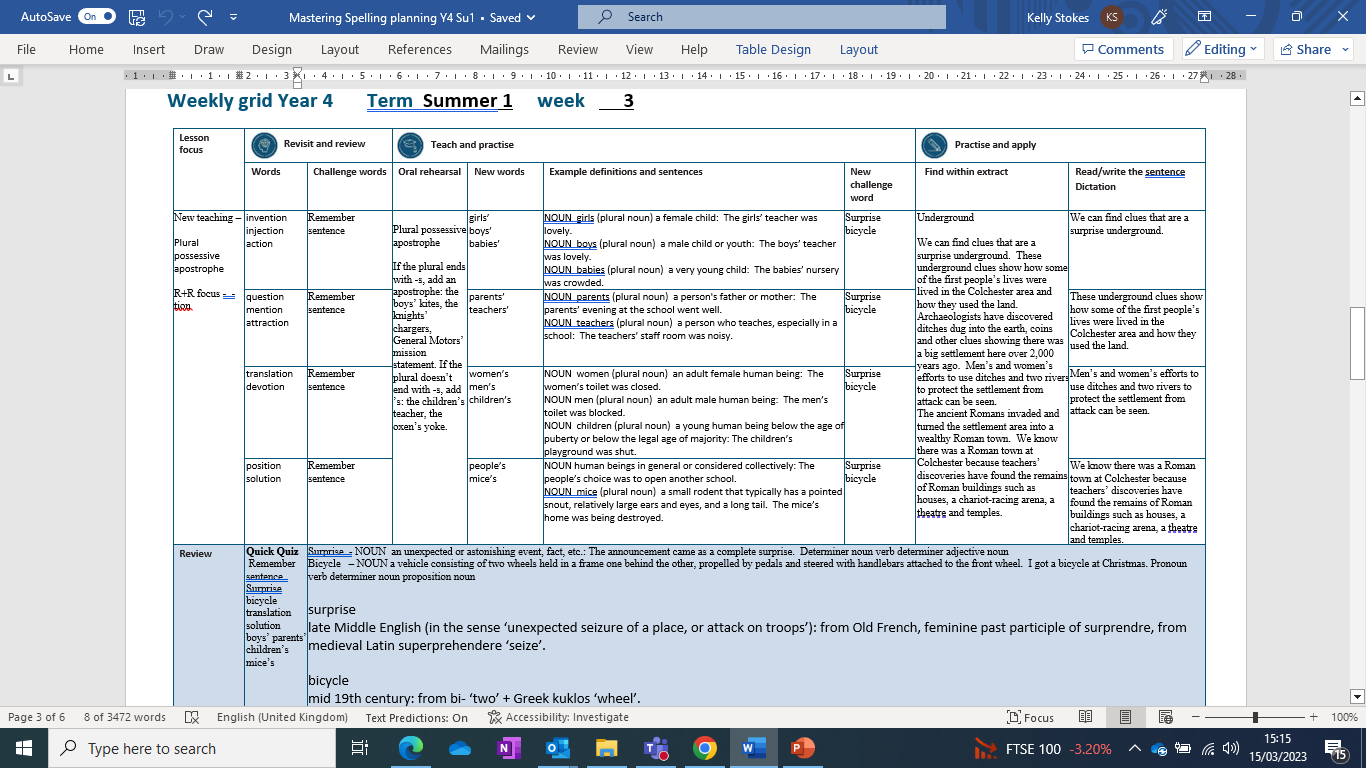 AutoSave On Mastering Spelling planning Y4 Su1 • Saved Search Kelly Stokes KS
File Home Insert Draw Design Layout References Mailings Review View Help Table Design Layout Comments Editing Share
1 1 2 3 4 5 6 7 8 9 10 11 12 13 14 15 16 17 18 19 20 21 22 23 24 25 26 27 28
Weekly grid Year 4 Term Summer 1 week 3
Lesson focus
Revisit and review
Teach and practise
Practise and apply
Words
Challenge words
Oral rehearsal
New words
Example definitions and sentences
New
challenge
word
Find within extract
Read/write the sentence
Dictation
New teaching –
Plural
possessive
apostrophe
R+R focus – -
tion
invention
injection
action
Remember
sentence
Plural possessive
apostrophe
If the plural ends
with -s, add an
apostrophe: the
boys’ kites, the
knights’
chargers,
General Motors’
mission
statement. If the
plural doesn’t
end with -s, add
’s: the children’s
teacher, the
oxen’s yoke.
girls’
boys’
babies’
NOUN girls (plural noun) a female child: The girls’ teacher was
lovely.
NOUN boys (plural noun) a male child or youth: The boys’ teacher
was lovely.
NOUN babies (plural noun) a very young child: The babies’ nursery
was crowded.
Surprise
bicycle
Underground
We can find clues that are a
surprise underground. These
underground clues show how some
of the first people’s lives were
lived in the Colchester area and
how they used the land.
Archaeologists have discovered
ditches dug into the earth, coins
and other clues showing there was
a big settlement here over 2,000
years ago. Men’s and women’s
efforts to use ditches and two rivers
to protect the settlement from
attack can be seen.
The ancient Romans invaded and
turned the settlement area into a
wealthy Roman town. We know
there was a Roman town at
Colchester because teachers’
discoveries have found the remains
of Roman buildings such as
houses, a chariot-racing arena, a
theatre and temples.
We can find clues that are a
surprise underground.
question
mention
attraction
Remember
sentence
parents’
teachers’
NOUN parents (plural noun) a person's father or mother: The
parents’ evening at the school went well.
NOUN teachers (plural noun) a person who teaches, especially in a
school: The teachers’ staff room was noisy.
Surprise
bicycle
These underground clues show
how some of the first people’s
lives were lived in the
Colchester area and how they
used the land.
translation
devotion
Remember
sentence
women’s
men’s
children’s
NOUN women (plural noun) an adult female human being: The
women’s toilet was closed.
NOUN men (plural noun) an adult male human being: The men’s
toilet was blocked.
NOUN children (plural noun) a young human being below the age of
puberty or below the legal age of majority: The children’s
playground was shut.
Surprise
bicycle
Men’s and women’s efforts to
use ditches and two rivers to
protect the settlement from
attack can be seen.
position
solution
Remember
sentence
people’s
mice’s
NOUN human beings in general or considered collectively: The
people’s choice was to open another school.
NOUN mice (plural noun) a small rodent that typically has a pointed
snout, relatively large ears and eyes, and a long tail. The mice’s
home was being destroyed.
Surprise
bicycle
We know there was a Roman
town at Colchester because
teachers’ discoveries have
found the remains of Roman
buildings such as houses, a
chariot-racing arena, a theatre
and temples.
Review
Quick Quiz
Remember
sentence
Surprise
bicycle
translation
solution
boys’ parents’
children’s
mice’s
Surprise - NOUN an unexpected or astonishing event, fact, etc.: The announcement came as a complete surprise. Determiner noun verb determiner adjective noun
Bicycle – NOUN a vehicle consisting of two wheels held in a frame one behind the other, propelled by pedals and steered with handlebars attached to the front wheel. I got a bicycle at Christmas. Pronoun
verb determiner noun proposition noun
surprise
late Middle English (in the sense ‘unexpected seizure of a place, or attack on troops’): from Old French, feminine past participle of surprendre, from
medieval Latin superprehendere ‘seize’.
bicycle
mid 19th century: from bi- ‘two’ + Greek kuklos ‘wheel’.
Page 3 of 6 8 of 3472 words English (United Kingdom) Text Predictions: On Accessibility: Investigate Focus 100%
Type here to search FTSE 100 -3.20% 15:15
15/03/2023 15